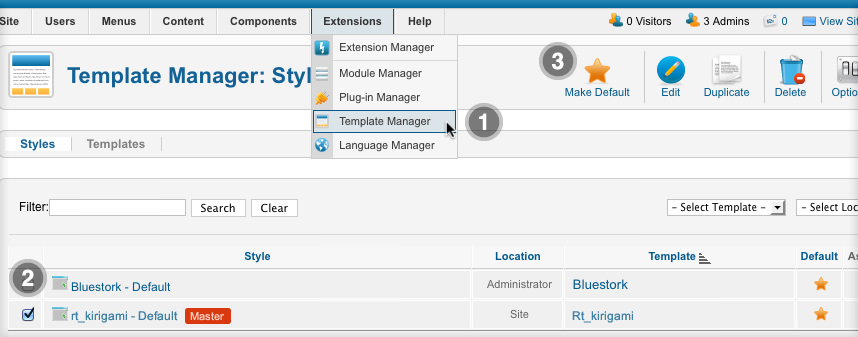 Site Users Menus Content Components Extensions Help 0 Visitors 3 Admins 0 View Sit
Extension Manager
Module Manager
Plug-in Manager
Template Manager
Language Manager
Template Manager: Styl
3
Make Default Edit Duplicate Delete Optio
1
Styles Templates
Filter: Search Clear - Select Template - - Select Loc
Style Location Template Default As
2
Bluestork - Default Administrator Bluestork
rt_kirigami - Default Master Site Rt_kirigami